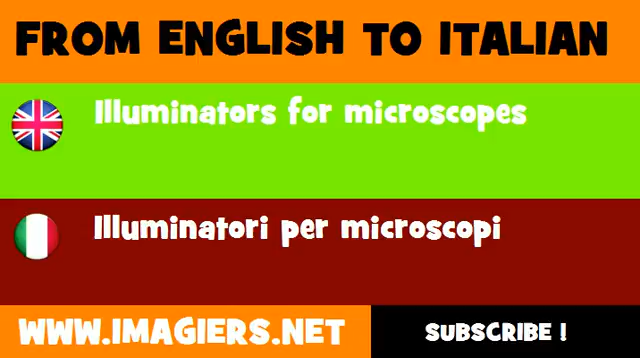 FROM ENGLISH TO ITALIAN
Illuminators for microscopes
Illuminatori per microscopi
WWW.IMAGIERS.NET
SUBSCRIBE !